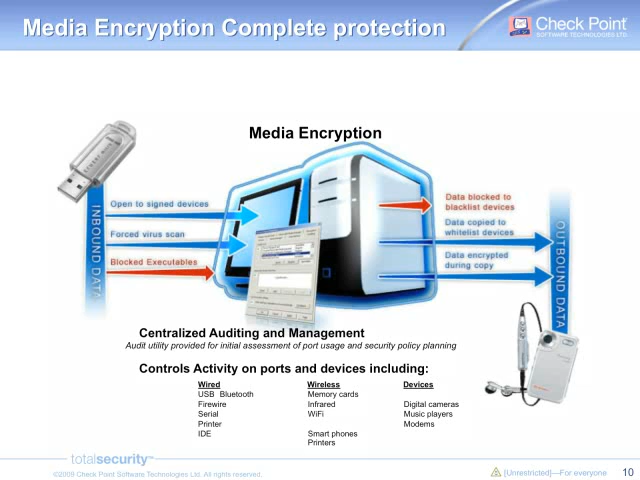 Media Encryption Complete protection
Check Point
SOFTWARE TECHNOLOGIES LTD.
Media Encryption
INBOUND DATA
Open to signed devices
Forced virus scan
Blocked Executables
Data blocked to
blacklist devices
Data copied to
whitelist devices
Data encrypted
during copy
OUTBOUND DATA
Centralized Auditing and Management
Audit utility provided for initial assessment of port usage and security policy planning
Controls Activity on ports and devices including:
Wired Wireless Devices
USB Bluetooth Memory cards
Firewire Infrared Digital cameras
Serial WiFi Music players
Printer Modems
IDE Smart phones
Printers
totalsecurity™
©2009 Check Point Software Technologies Ltd. All rights reserved.
[Unrestricted]—For everyone 10